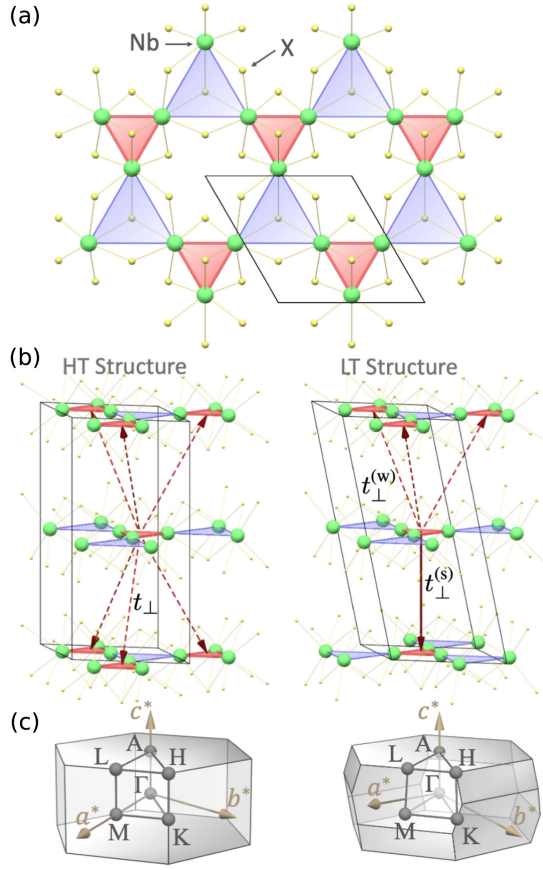 (a)
Nb
X
(b)
HT Structure
LT Structure
t⊥
t⊥(w)
t⊥(s)
(c)
c*
A
L
H
Γ
a*
b*
M
K
c*
A
L
H
Γ
a*
b*
M
K